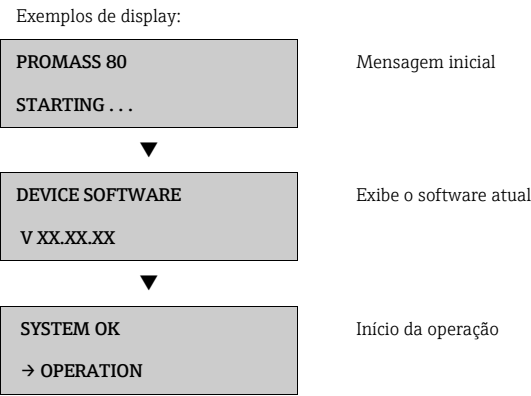 Exemplos de display:
PROMASS 80
Mensagem inicial
STARTING . . .
▼
DEVICE SOFTWARE
Exibe o software atual
V XX.XX.XX
▼
SYSTEM OK
Início da operação
→ OPERATION